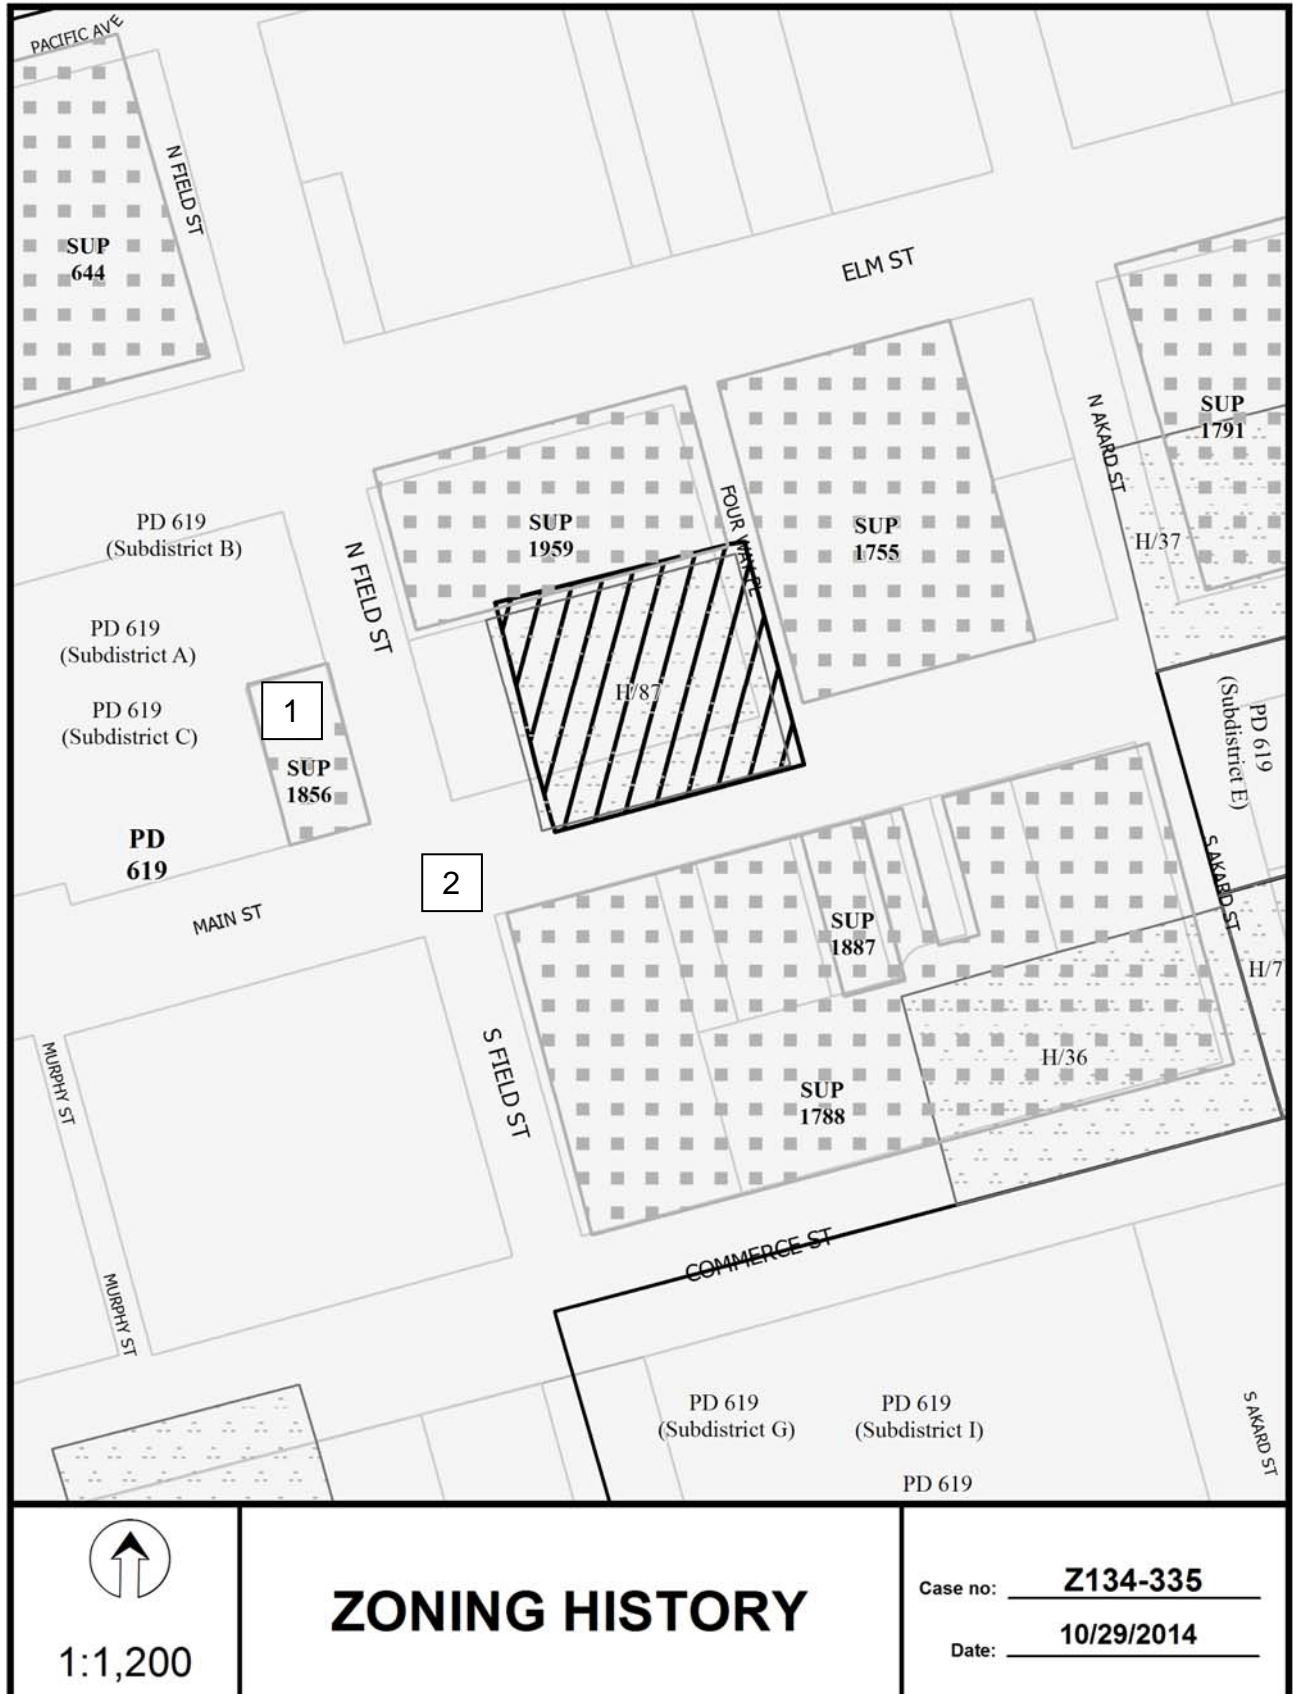 PACIFIC AVE
N FIELD ST
SUP
644
ELM ST
N AKARD ST
SUP
1791
H/37
PD 619
(Subdistrict B)
N FIELD ST
SUP
1959
FOUR WAY PL
SUP
1755
PD 619
(Subdistrict A)
PD 619
(Subdistrict C)
1
SUP
1856
H/87
PD 619
(Subdistrict E)
PD
619
2
MAIN ST
SUP
1887
S AKARD ST
H/7
MURPHY ST
S FIELD ST
H/36
SUP
1788
COMMERCE ST
MURPHY ST
PD 619
(Subdistrict G)
PD 619
(Subdistrict I)
S AKARD ST
PD 619
1:1,200
ZONING HISTORY
Case no: Z134-335
Date: 10/29/2014